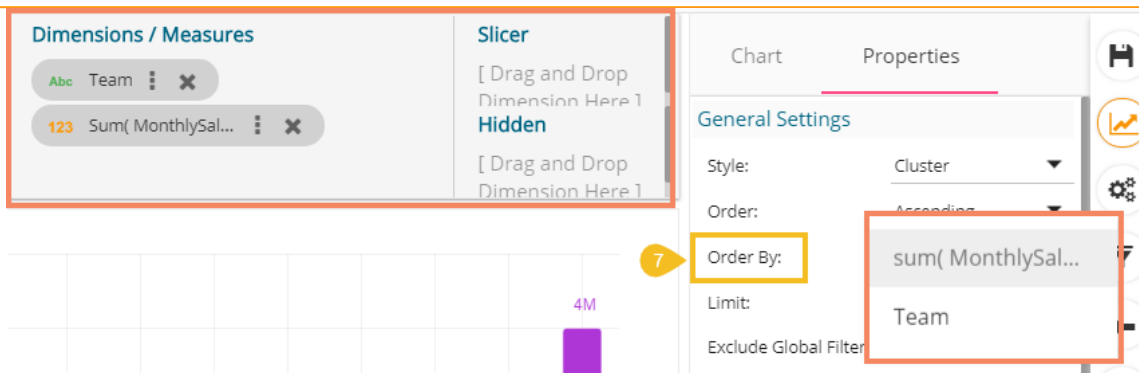 Dimensions / Measures
Abc Team
123 Sum( MonthlySal...
Slicer
[ Drag and Drop
Dimension Here ]
Hidden
[ Drag and Drop
Dimension Here ]
4M
Chart Properties
General Settings
Style: Cluster
Order: Ascending
7 Order By:
sum( MonthlySal...
Limit:
Team
Exclude Global Filter